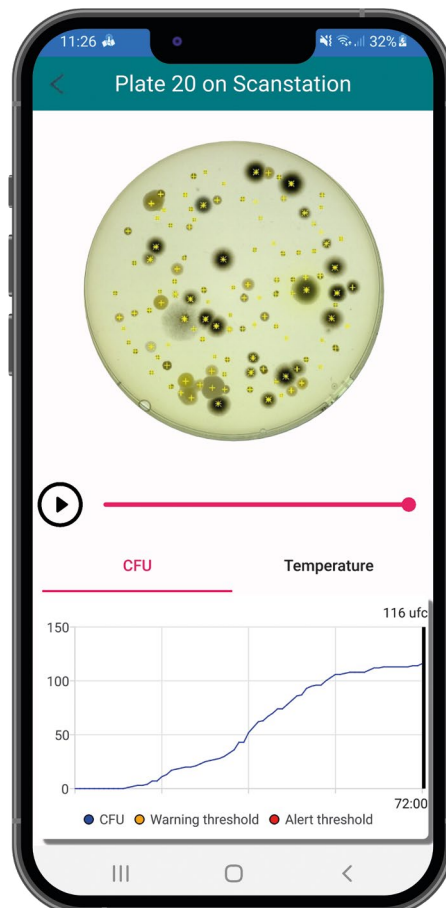 11:26 32%
Plate 20 on Scanstation
CFU Temperature
116 ufc
150
100
50
0
72:00
CFU Warning threshold Alert threshold